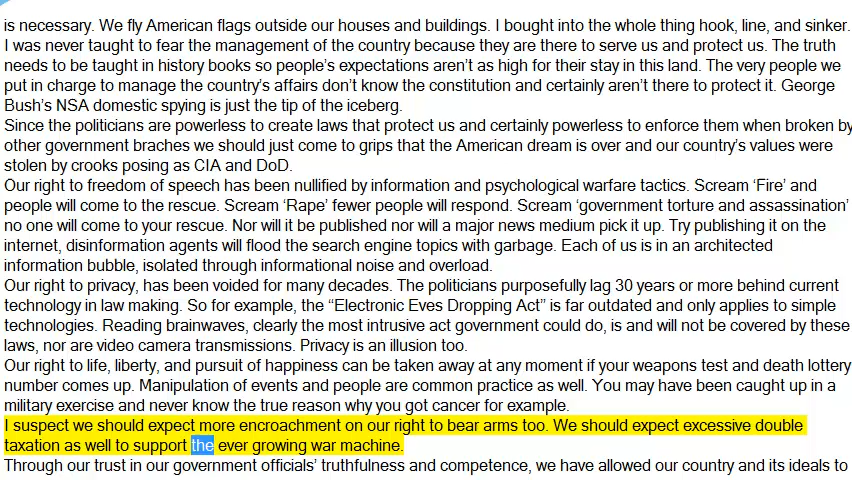 is necessary. We fly American flags outside our houses and buildings. I bought into the whole thing hook, line, and sinker.
I was never taught to fear the management of the country because they are there to serve us and protect us. The truth
needs to be taught in history books so people’s expectations aren’t as high for their stay in this land. The very people we
put in charge to manage the country’s affairs don’t know the constitution and certainly aren’t there to protect it. George
Bush’s NSA domestic spying is just the tip of the iceberg.
Since the politicians are powerless to create laws that protect us and certainly powerless to enforce them when broken by
other government braches we should just come to grips that the American dream is over and our country’s values were
stolen by crooks posing as CIA and DoD.
Our right to freedom of speech has been nullified by information and psychological warfare tactics. Scream ‘Fire’ and
people will come to the rescue. Scream ‘Rape’ fewer people will respond. Scream ‘government torture and assassination’
no one will come to your rescue. Nor will it be published nor will a major news medium pick it up. Try publishing it on the
internet, disinformation agents will flood the search engine topics with garbage. Each of us is in an architected
information bubble, isolated through informational noise and overload.
Our right to privacy, has been voided for many decades. The politicians purposefully lag 30 years or more behind current
technology in law making. So for example, the “Electronic Eves Dropping Act” is far outdated and only applies to simple
technologies. Reading brainwaves, clearly the most intrusive act government could do, is and will not be covered by these
laws, nor are video camera transmissions. Privacy is an illusion too.
Our right to life, liberty, and pursuit of happiness can be taken away at any moment if your weapons test and death lottery
number comes up. Manipulation of events and people are common practice as well. You may have been caught up in a
military exercise and never know the true reason why you got cancer for example.
I suspect we should expect more encroachment on our right to bear arms too. We should expect excessive double
taxation as well to support the ever growing war machine.
Through our trust in our government officials’ truthfulness and competence, we have allowed our country and its ideals to